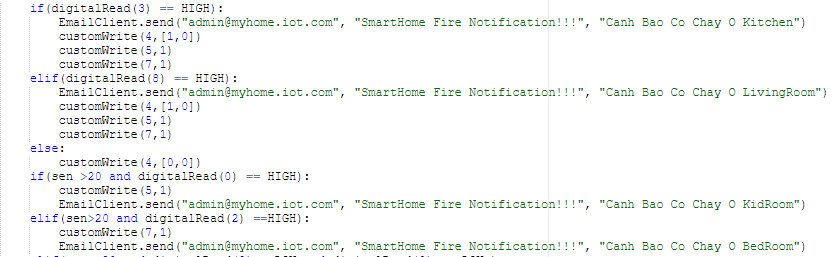 if(digitalRead(3) == HIGH):
EmailClient.send("admin@myhome.iot.com", "SmartHome Fire Notification!!!", "Canh Bao Co Chay O Kitchen")
customWrite(4,[1,0])
customWrite(5,1)
customWrite(7,1)
elif(digitalRead(8) == HIGH):
EmailClient.send("admin@myhome.iot.com", "SmartHome Fire Notification!!!", "Canh Bao Co Chay O LivingRoom")
customWrite(4,[1,0])
customWrite(5,1)
customWrite(7,1)
else:
customWrite(4,[0,0])
if(sen >20 and digitalRead(0) == HIGH):
customWrite(5,1)
EmailClient.send("admin@myhome.iot.com", "SmartHome Fire Notification!!!", "Canh Bao Co Chay O KidRoom")
elif(sen>20 and digitalRead(2) ==HIGH):
customWrite(7,1)
EmailClient.send("admin@myhome.iot.com", "SmartHome Fire Notification!!!", "Canh Bao Co Chay O BedRoom")